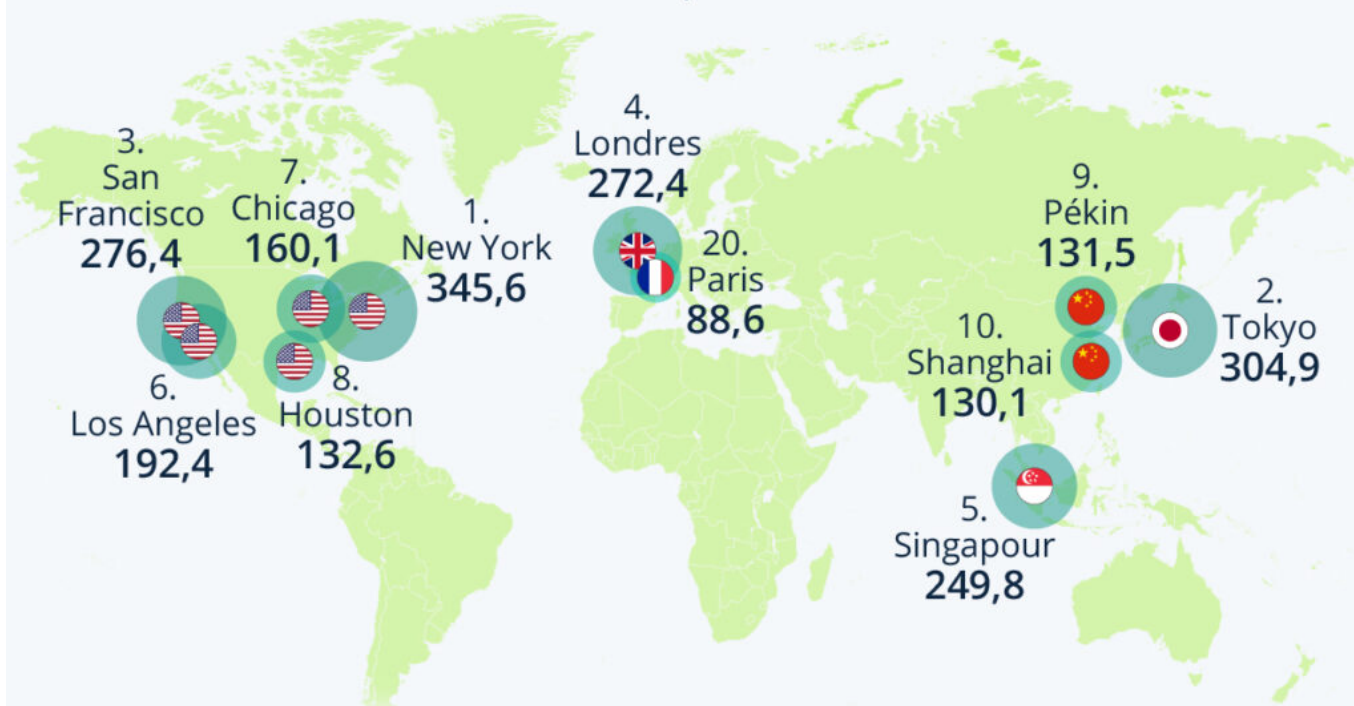 3.
San
Francisco
276,4
7.
Chicago
160,1
1.
New York
345,6
4.
Londres
272,4
20.
Paris
88,6
9.
Pékin
131,5
2.
Tokyo
304,9
10.
Shanghai
130,1
6.
Los Angeles
192,4
8.
Houston
132,6
5.
Singapour
249,8